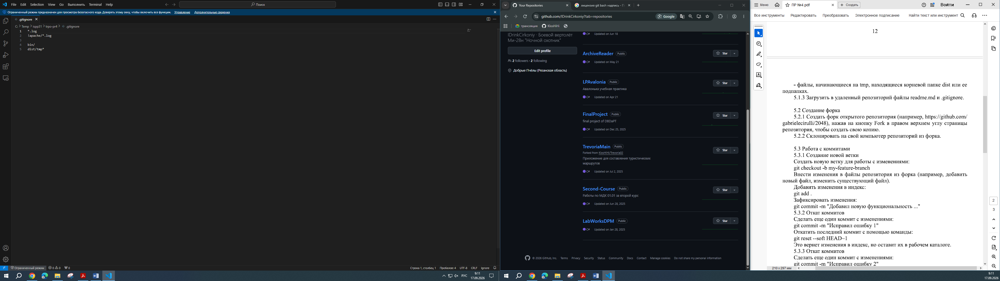 File Edit Selection View Go Выполнить Terminal Help
Поиск
Ограниченный режим предназначен для просмотра безопасного кода. Доверять этому окну, чтобы включить все функции. Управление Дополнительные сведения
.gitignore
C: > Temp > ispp31 > trpo-pr4 > .gitignore
1 *.log
2 !apache/*.log
3
4 bin/
5 dist/tmp*
Ограниченный режим 0 0 0
Строка 1, столбец 1 Пробелов: 4 UTF-8 CRLF Ignore
РУС 9:11 17.09.2026
Your Repositories
лицензия git bash надпись - П
github.com/IDrinkCirkoniy?tab=repositories
Google
трансляция KlosHiHi
IDrinkCirkoniy · Боевой вертолёт
Ми-28н "Ночной охотник"
Edit profile
2 followers · 2 following
Добрые Пчёлы (Рязанская область)
C# Updated on Jun 18
ArchiveReader Public Star
C# Updated on May 21
LPAvalonia Public Star
Авалонька учебная практика
C# Updated on Apr 21
FinalProject Public Star
final project of DBDaPT
C# Updated on Dec 25, 2025
TrevoriaMain Public Star
Forked from KlosHiHi/Trevoria02
Приложение для составления туристических
маршрутов
C# Updated on Jul 2, 2025
Second-Course Public Star
Работы по МДК 01.01 за второй курс
C# Updated on Jun 28, 2025
LabWorksDPM Public Star
C# Updated on Jan 28, 2025
© 2026 GitHub, Inc. Terms Privacy Security Status Community Docs Contact Manage cookies Do not share my personal information
Меню ПР №4.pdf Создать Войти
Все инструменты Редактировать Преобразовать Электронное подписание Найти текст или инструмент
12
- файлы, начинающиеся на tmp, находящиеся корневой папке dist или ее
подпапках.
5.1.3 Загрузить в удаленный репозиторий файлы readme.md и .gitignore.
5.2 Создание форка
5.2.1 Создать форк открытого репозитория (например, https://github.com/
gabrielecirulli/2048), нажав на кнопку Fork в правом верхнем углу страницы
репозитория, чтобы создать свою копию.
5.2.2 Склонировать на свой компьютер репозиторий из форка.
5.3 Работа с коммитами
5.3.1 Создание новой ветки
Создать новую ветку для работы с изменениями:
git checkout -b my-feature-branch
Внести изменения в файлы репозитория из форка (например, добавить
новый файл, изменить существующий файл).
Добавить изменения в индекс:
git add .
Зафиксировать изменения:
git commit -m "Добавил новую функциональность ..."
5.3.2 Откат коммитов
Сделать еще один коммит с изменениями:
git commit -m "Исправил ошибку 1"
Откатить последний коммит с помощью команды:
git reset --soft HEAD~1
Это вернет изменения в индекс, но оставит их в рабочем каталоге.
5.3.3 Откат коммитов
Сделать еще один коммит с изменениями:
git commit -m "Исправил ошибку 2"
2
3
210 x 297 мм
9:11
17.09.2026